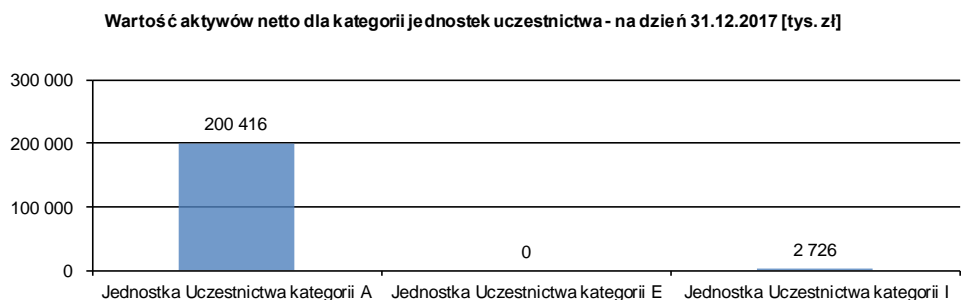 Wartość aktywów netto dla kategorii jednostek uczestnictwa - na dzień 31.12.2017 [tys. zł]
300 000
200 416
200 000
100 000
0
2 726
0
Jednostka Uczestnictwa kategorii A
Jednostka Uczestnictwa kategorii E
Jednostka Uczestnictwa kategorii I